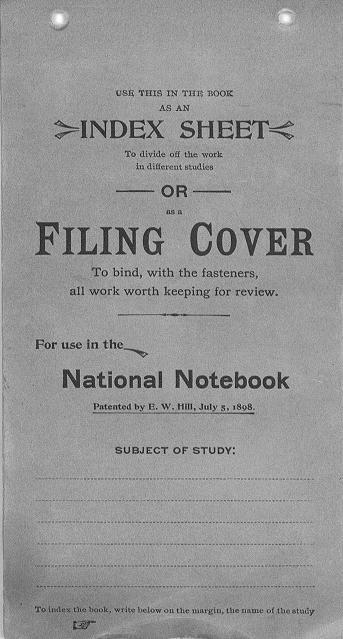 USE THIS IN THE BOOK
AS AN
INDEX SHEET
To divide off the work
in different studies
OR
as a
FILING COVER
To bind, with the fasteners,
all work worth keeping for review.
For use in the
National Notebook
Patented by E. W. Hill, July 5, 1898.
SUBJECT OF STUDY:
To index the book, write below on the margin, the name of the study